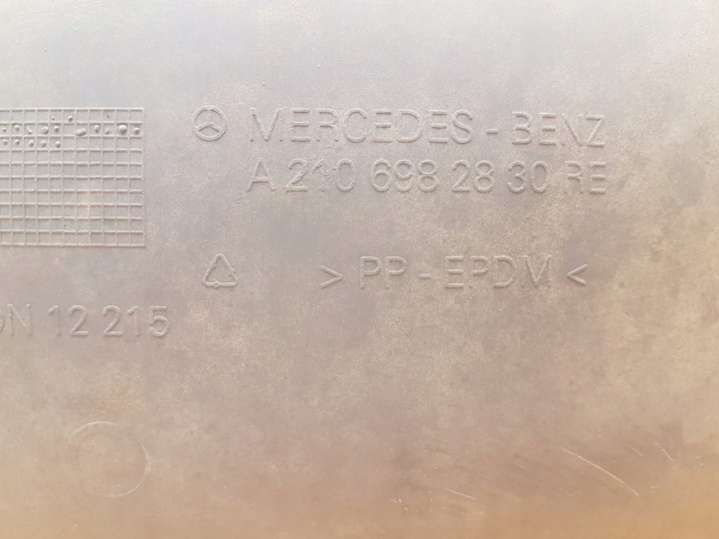 MERCEDES - BENZ
A 210 698 28 30 RE
> PP - EPDM <
12 215